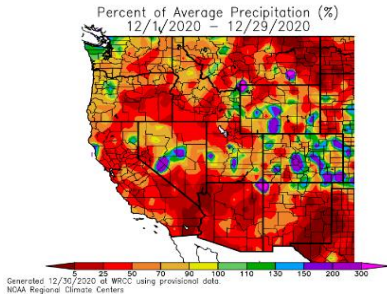 Percent of Average Precipitation (%)
12/1/2020 – 12/29/2020
5 25 50 70 90 100 110 130 150 200 300
Generated 12/30/2020 at WRCC using provisional data.
NOAA Regional Climate Centers